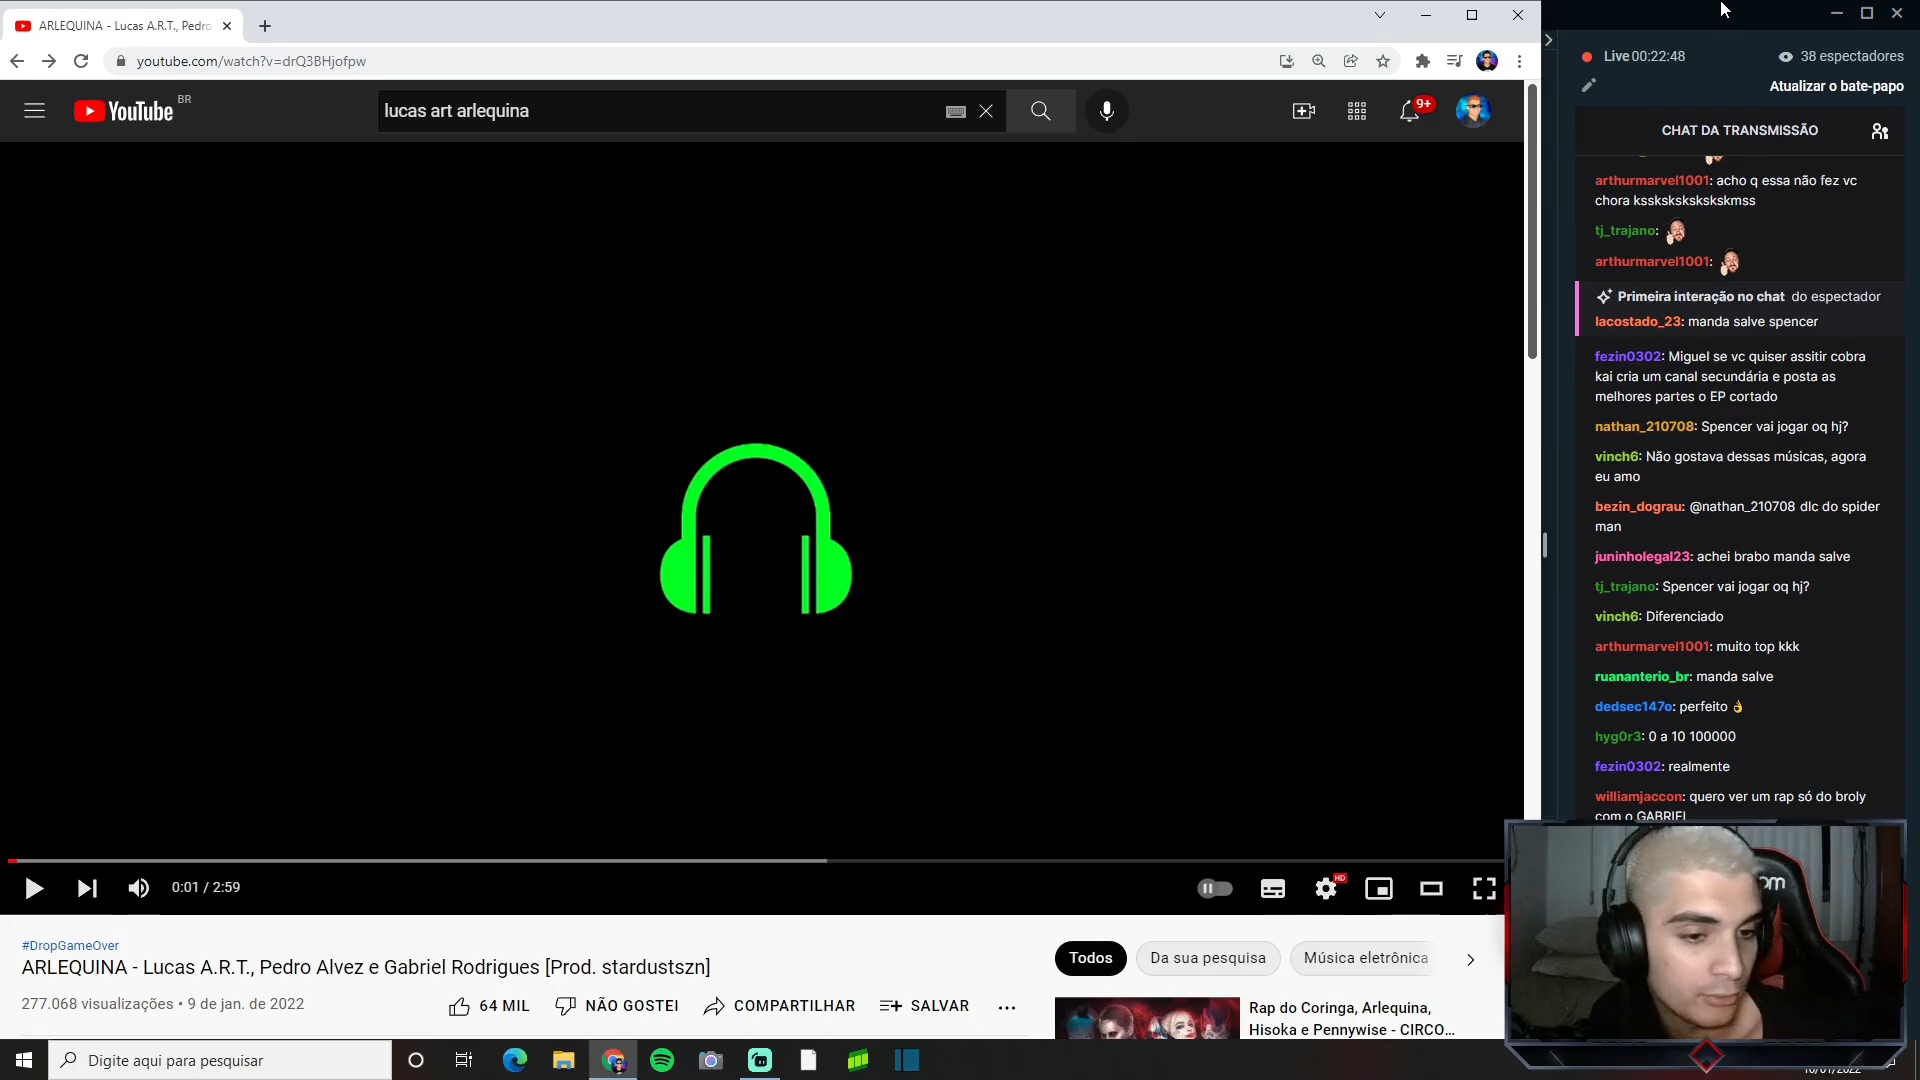 ARLEQUINA - Lucas A.R.T., Pedro
youtube.com/watch?v=drQ3BHjofpw
Live 00:22:48
38 espectadores
Atualizar o bate-papo
YouTube BR
lucas art arlequina
9+
CHAT DA TRANSMISSÃO
arthurmarvel1001: acho q essa não fez vc
chora ksskskskskskskmss
tj_trajano:
arthurmarvel1001:
Primeira interação no chat do espectador
lacostado_23: manda salve spencer
fezin0302: Miguel se vc quiser assitir cobra
kai cria um canal secundária e posta as
melhores partes o EP cortado
nathan_210708: Spencer vai jogar oq hj?
vinch6: Não gostava dessas músicas, agora
eu amo
bezin_dograu: @nathan_210708 dlc do spider
man
juninholegal23: achei brabo manda salve
tj_trajano: Spencer vai jogar oq hj?
vinch6: Diferenciado
arthurmarvel1001: muito top kkk
ruananterio_br: manda salve
dedsec147o: perfeito 👌
hyg0r3: 0 a 10 100000
fezin0302: realmente
williamjaccon: quero ver um rap só do broly
com o GABRIEL
0:01 / 2:59
HD
#DropGameOver
ARLEQUINA - Lucas A.R.T., Pedro Alvez e Gabriel Rodrigues [Prod. stardustszn]
277.068 visualizações • 9 de jan. de 2022
64 MIL
NÃO GOSTEI
COMPARTILHAR
SALVAR
Todos
Da sua pesquisa
Música eletrônica
Rap do Coringa, Arlequina,
Hisoka e Pennywise - CIRCO...
Digite aqui para pesquisar
10/01/2022